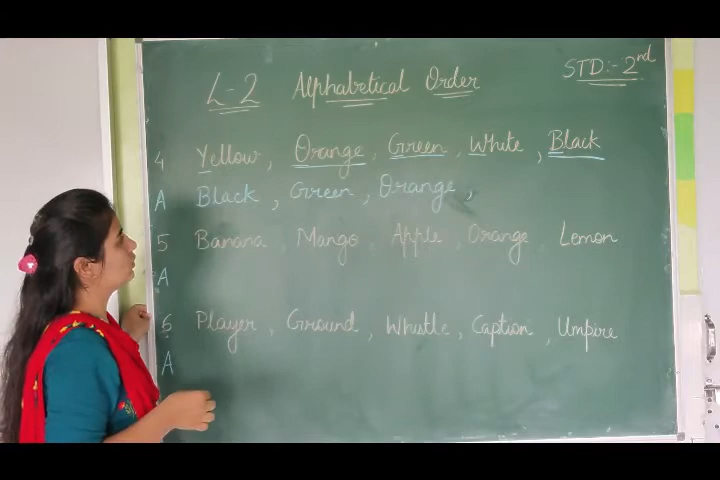 L-2 Alphabetical Order STD:- 2nd
4 Yellow, Orange, Green, White, Black
A Black, Green, Orange,
5 Banana, Mango, Apple, Orange, Lemon
A
6 Player, Ground, Whistle, Caption, Umpire
A